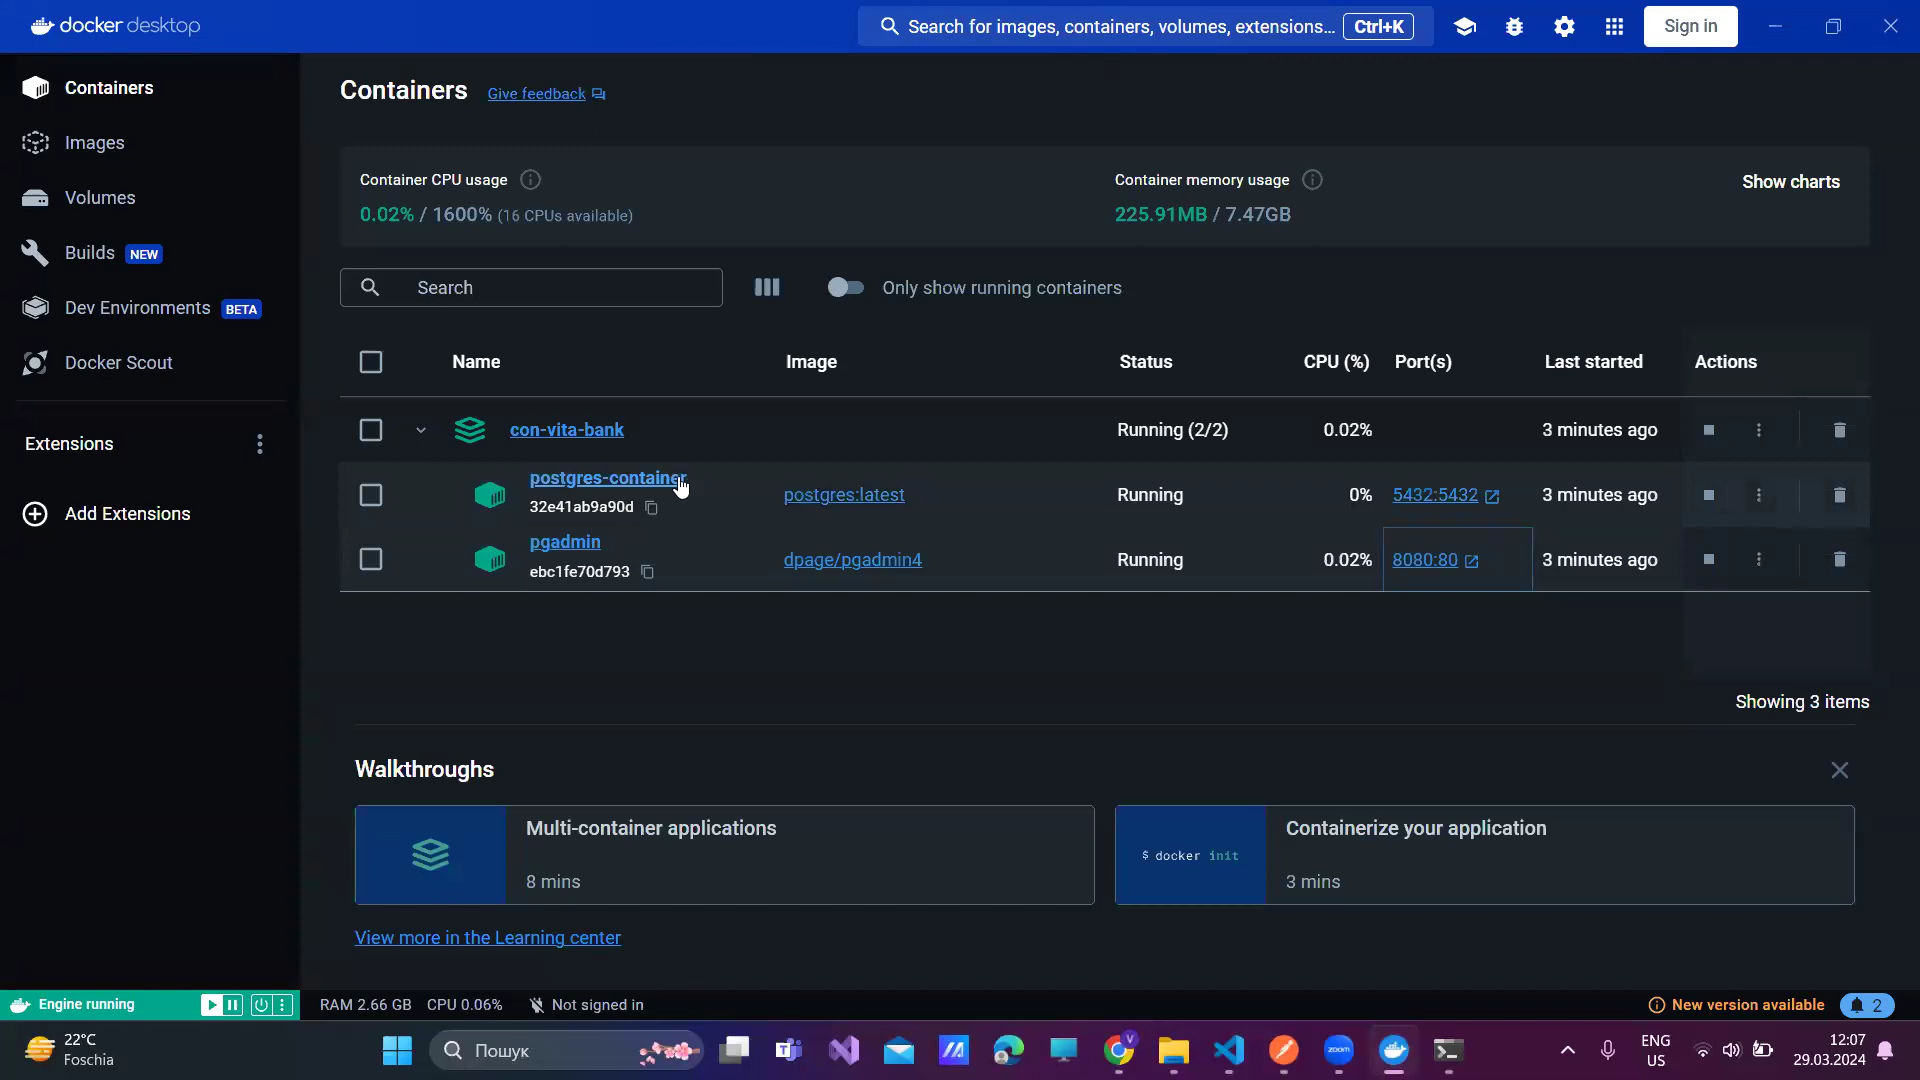 docker desktop
Search for images, containers, volumes, extensions... Ctrl+K
Sign in
Containers
Images
Volumes
Builds NEW
Dev Environments BETA
Docker Scout
Extensions
Add Extensions
Containers Give feedback
Container CPU usage
0.02% / 1600% (16 CPUs available)
Container memory usage
225.91MB / 7.47GB
Show charts
Search
Only show running containers
Name Image Status CPU (%) Port(s) Last started Actions
con-vita-bank Running (2/2) 0.02% 3 minutes ago
postgres-container
32e41ab9a90d
postgres:latest Running 0% 5432:5432 3 minutes ago
pgadmin
ebc1fe70d793
dpage/pgadmin4 Running 0.02% 8080:80 3 minutes ago
Showing 3 items
Walkthroughs
Multi-container applications
8 mins
$ docker init
Containerize your application
3 mins
View more in the Learning center
Engine running
RAM 2.66 GB CPU 0.06% Not signed in
New version available
2
22°C
Foschia
Пошук
V
zoom
ENG
US
12:07
29.03.2024